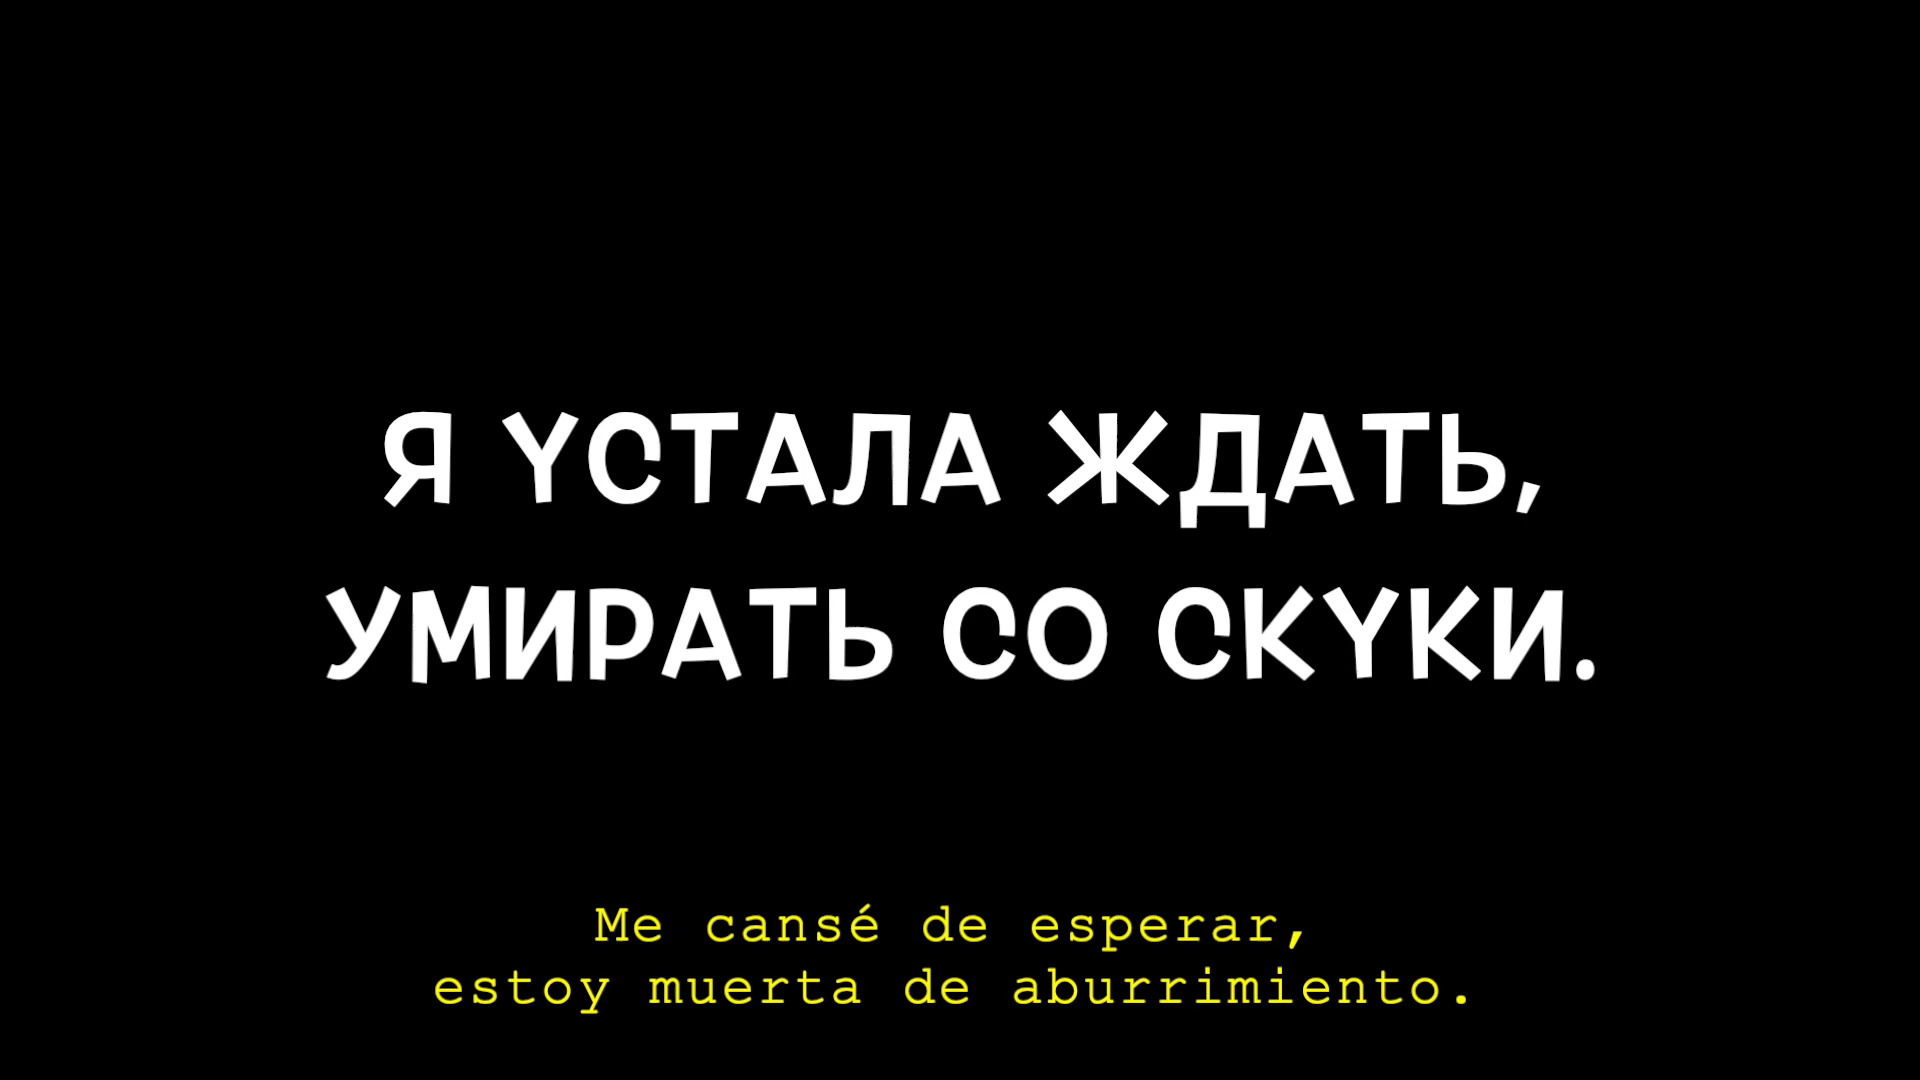 Я УСТАЛА ЖДАТЬ,
УМИРАТЬ СО СКУКИ.
Me cansé de esperar,
estoy muerta de aburrimiento.